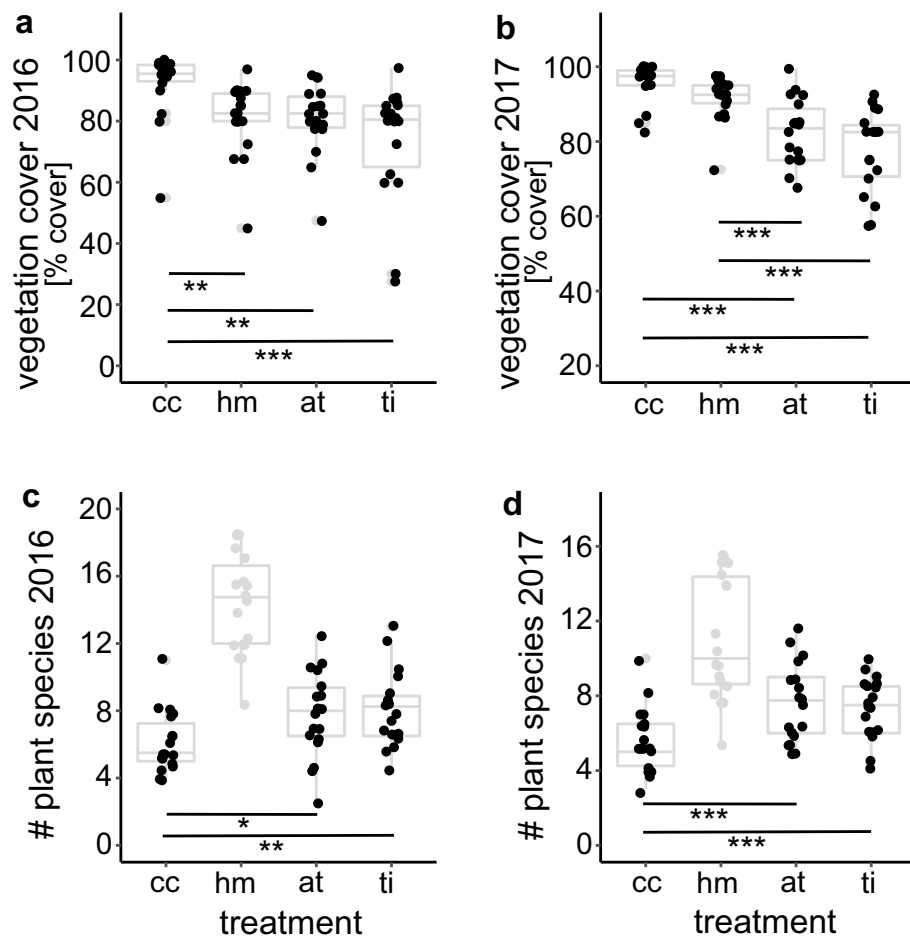 a
vegetation cover 2016
[% cover]
100
80
60
40
20
0
**
**
***
cc hm at ti
b
vegetation cover 2017
[% cover]
100
80
60
40
20
***
***
***
***
cc hm at ti
c
# plant species 2016
20
16
12
8
4
0
*
**
cc hm at ti
treatment
d
# plant species 2017
16
12
8
4
0
***
***
cc hm at ti
treatment